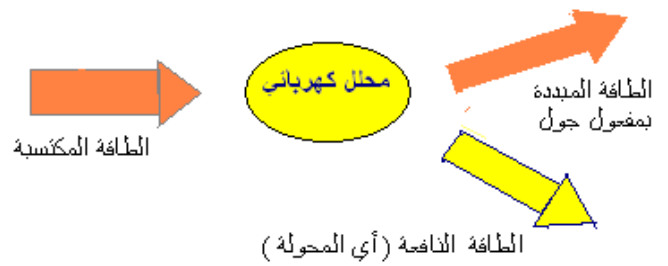 محلل كهربائي
الطاقة المبددة
بمفعول جول
الطاقة المكتسبة
الطاقة النافعة ( أي المحولة )